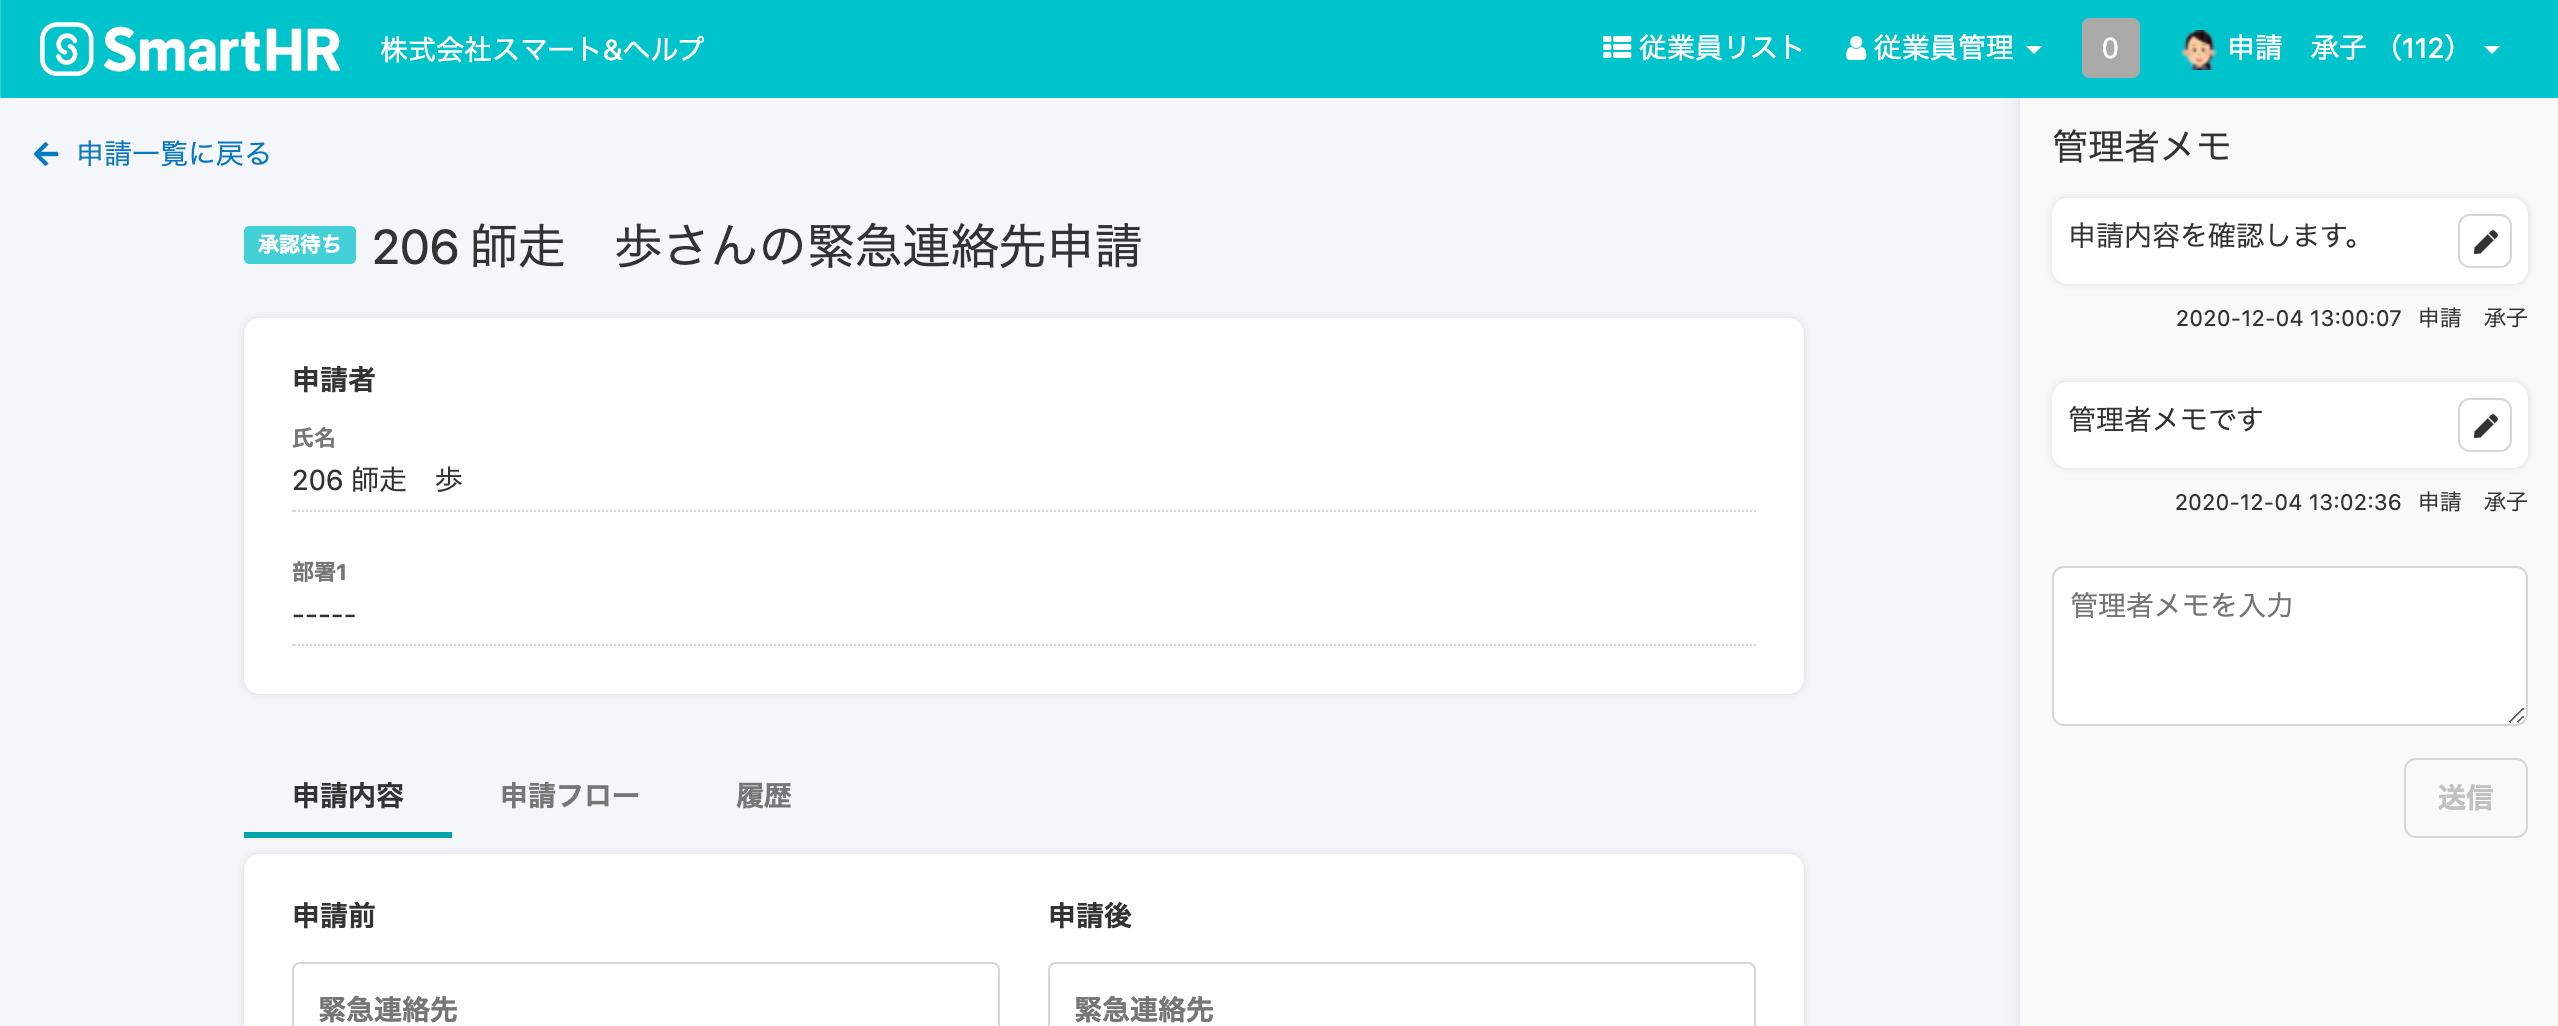 SmartHR 株式会社スマート&ヘルプ 従業員リスト 従業員管理 0 申請　承子 （112）
申請一覧に戻る
承認待ち 206 師走　歩さんの緊急連絡先申請
申請者
氏名
206 師走　歩
部署1
-----
申請内容 申請フロー 履歴
申請前
緊急連絡先
申請後
緊急連絡先
管理者メモ
申請内容を確認します。
2020-12-04 13:00:07 申請　承子
管理者メモです
2020-12-04 13:02:36 申請　承子
管理者メモを入力
送信